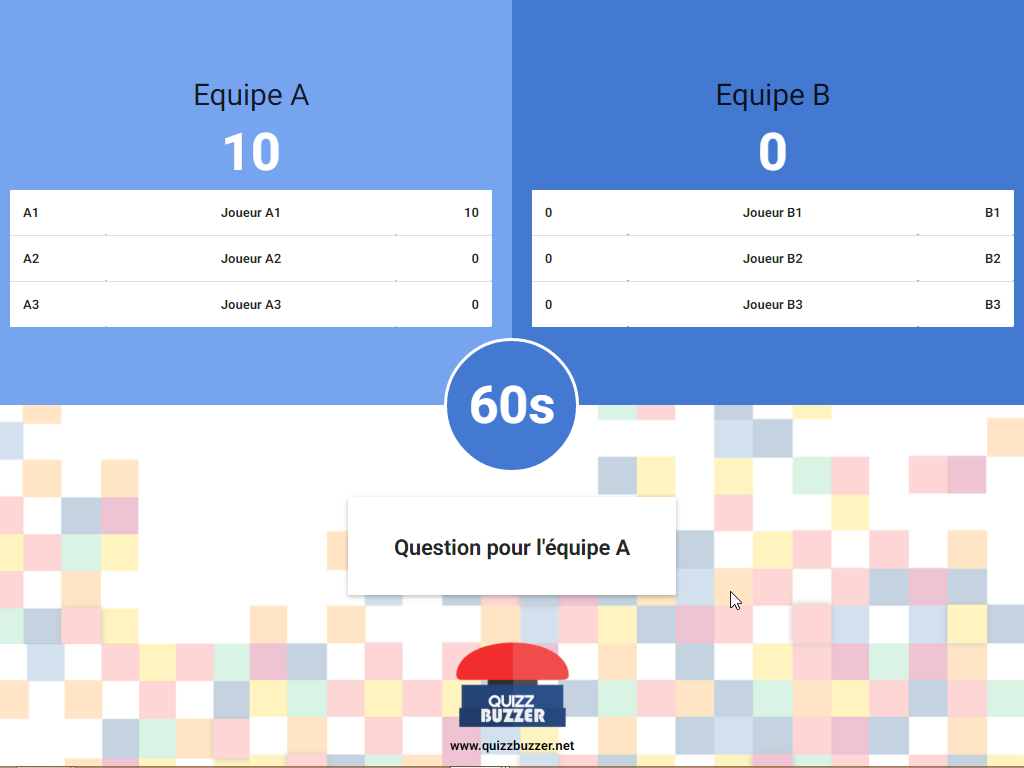 Equipe A
10
A1 Joueur A1 10
A2 Joueur A2 0
A3 Joueur A3 0
Equipe B
0
0 Joueur B1 B1
0 Joueur B2 B2
0 Joueur B3 B3
60s
Question pour l'équipe A
QUIZZ
BUZZER
www.quizzbuzzer.net